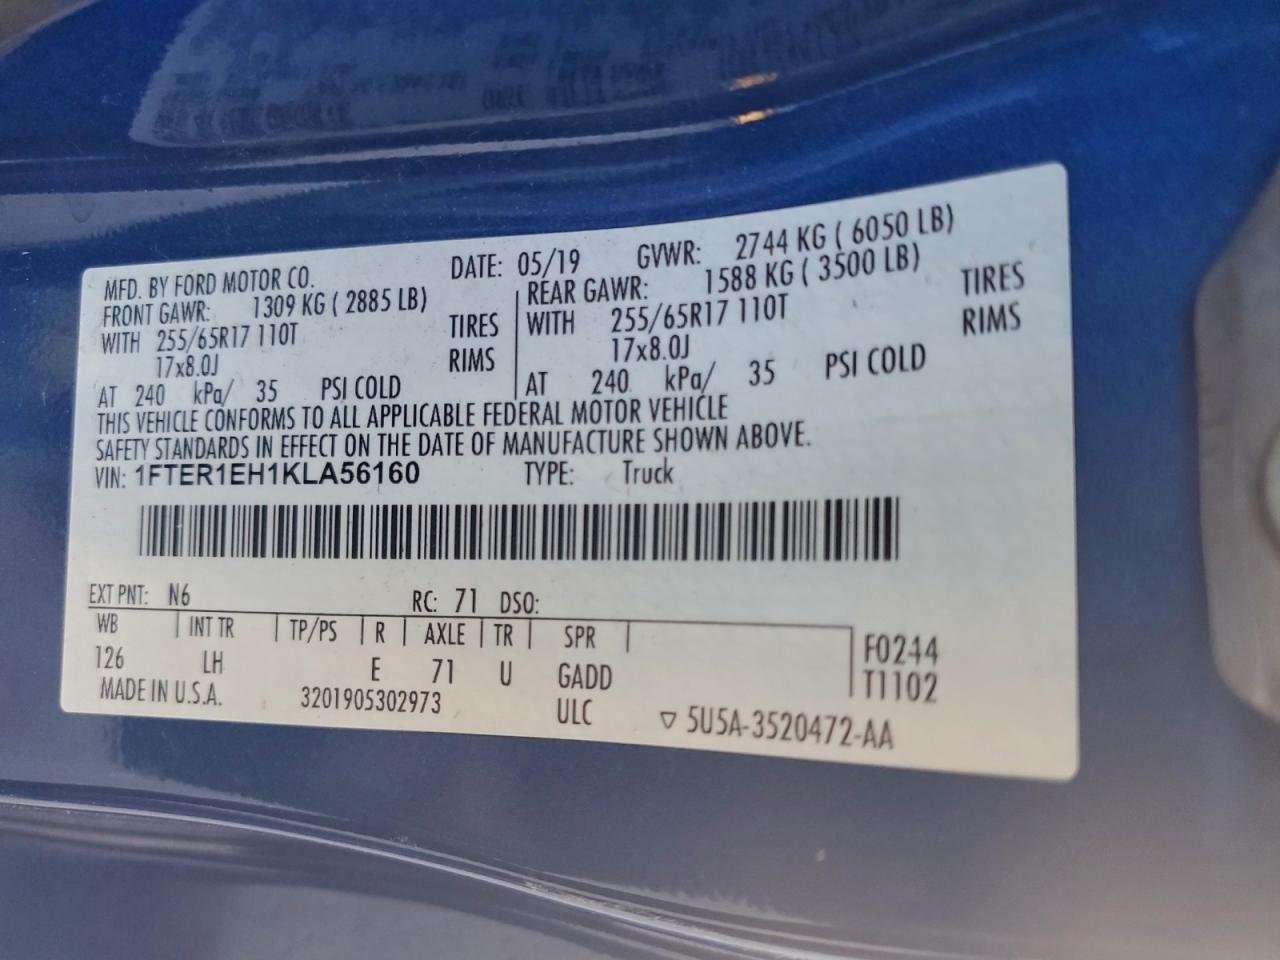 MFD. BY FORD MOTOR CO. DATE: 05/19 GVWR: 2744 KG ( 6050 LB)
FRONT GAWR: 1309 KG ( 2885 LB) REAR GAWR: 1588 KG ( 3500 LB)
WITH 255/65R17 110T TIRES WITH 255/65R17 110T TIRES
17x8.0J RIMS 17x8.0J RIMS
AT 240 kPa/ 35 PSI COLD AT 240 kPa/ 35 PSI COLD
THIS VEHICLE CONFORMS TO ALL APPLICABLE FEDERAL MOTOR VEHICLE
SAFETY STANDARDS IN EFFECT ON THE DATE OF MANUFACTURE SHOWN ABOVE.
VIN: 1FTER1EH1KLA56160 TYPE: Truck
EXT PNT: N6 RC: 71 DSO:
WB INT TR TP/PS R AXLE TR SPR F0244
126 LH E 71 U GADD T1102
MADE IN U.S.A. 3201905302973 ULC ▽ 5U5A-3520472-AA